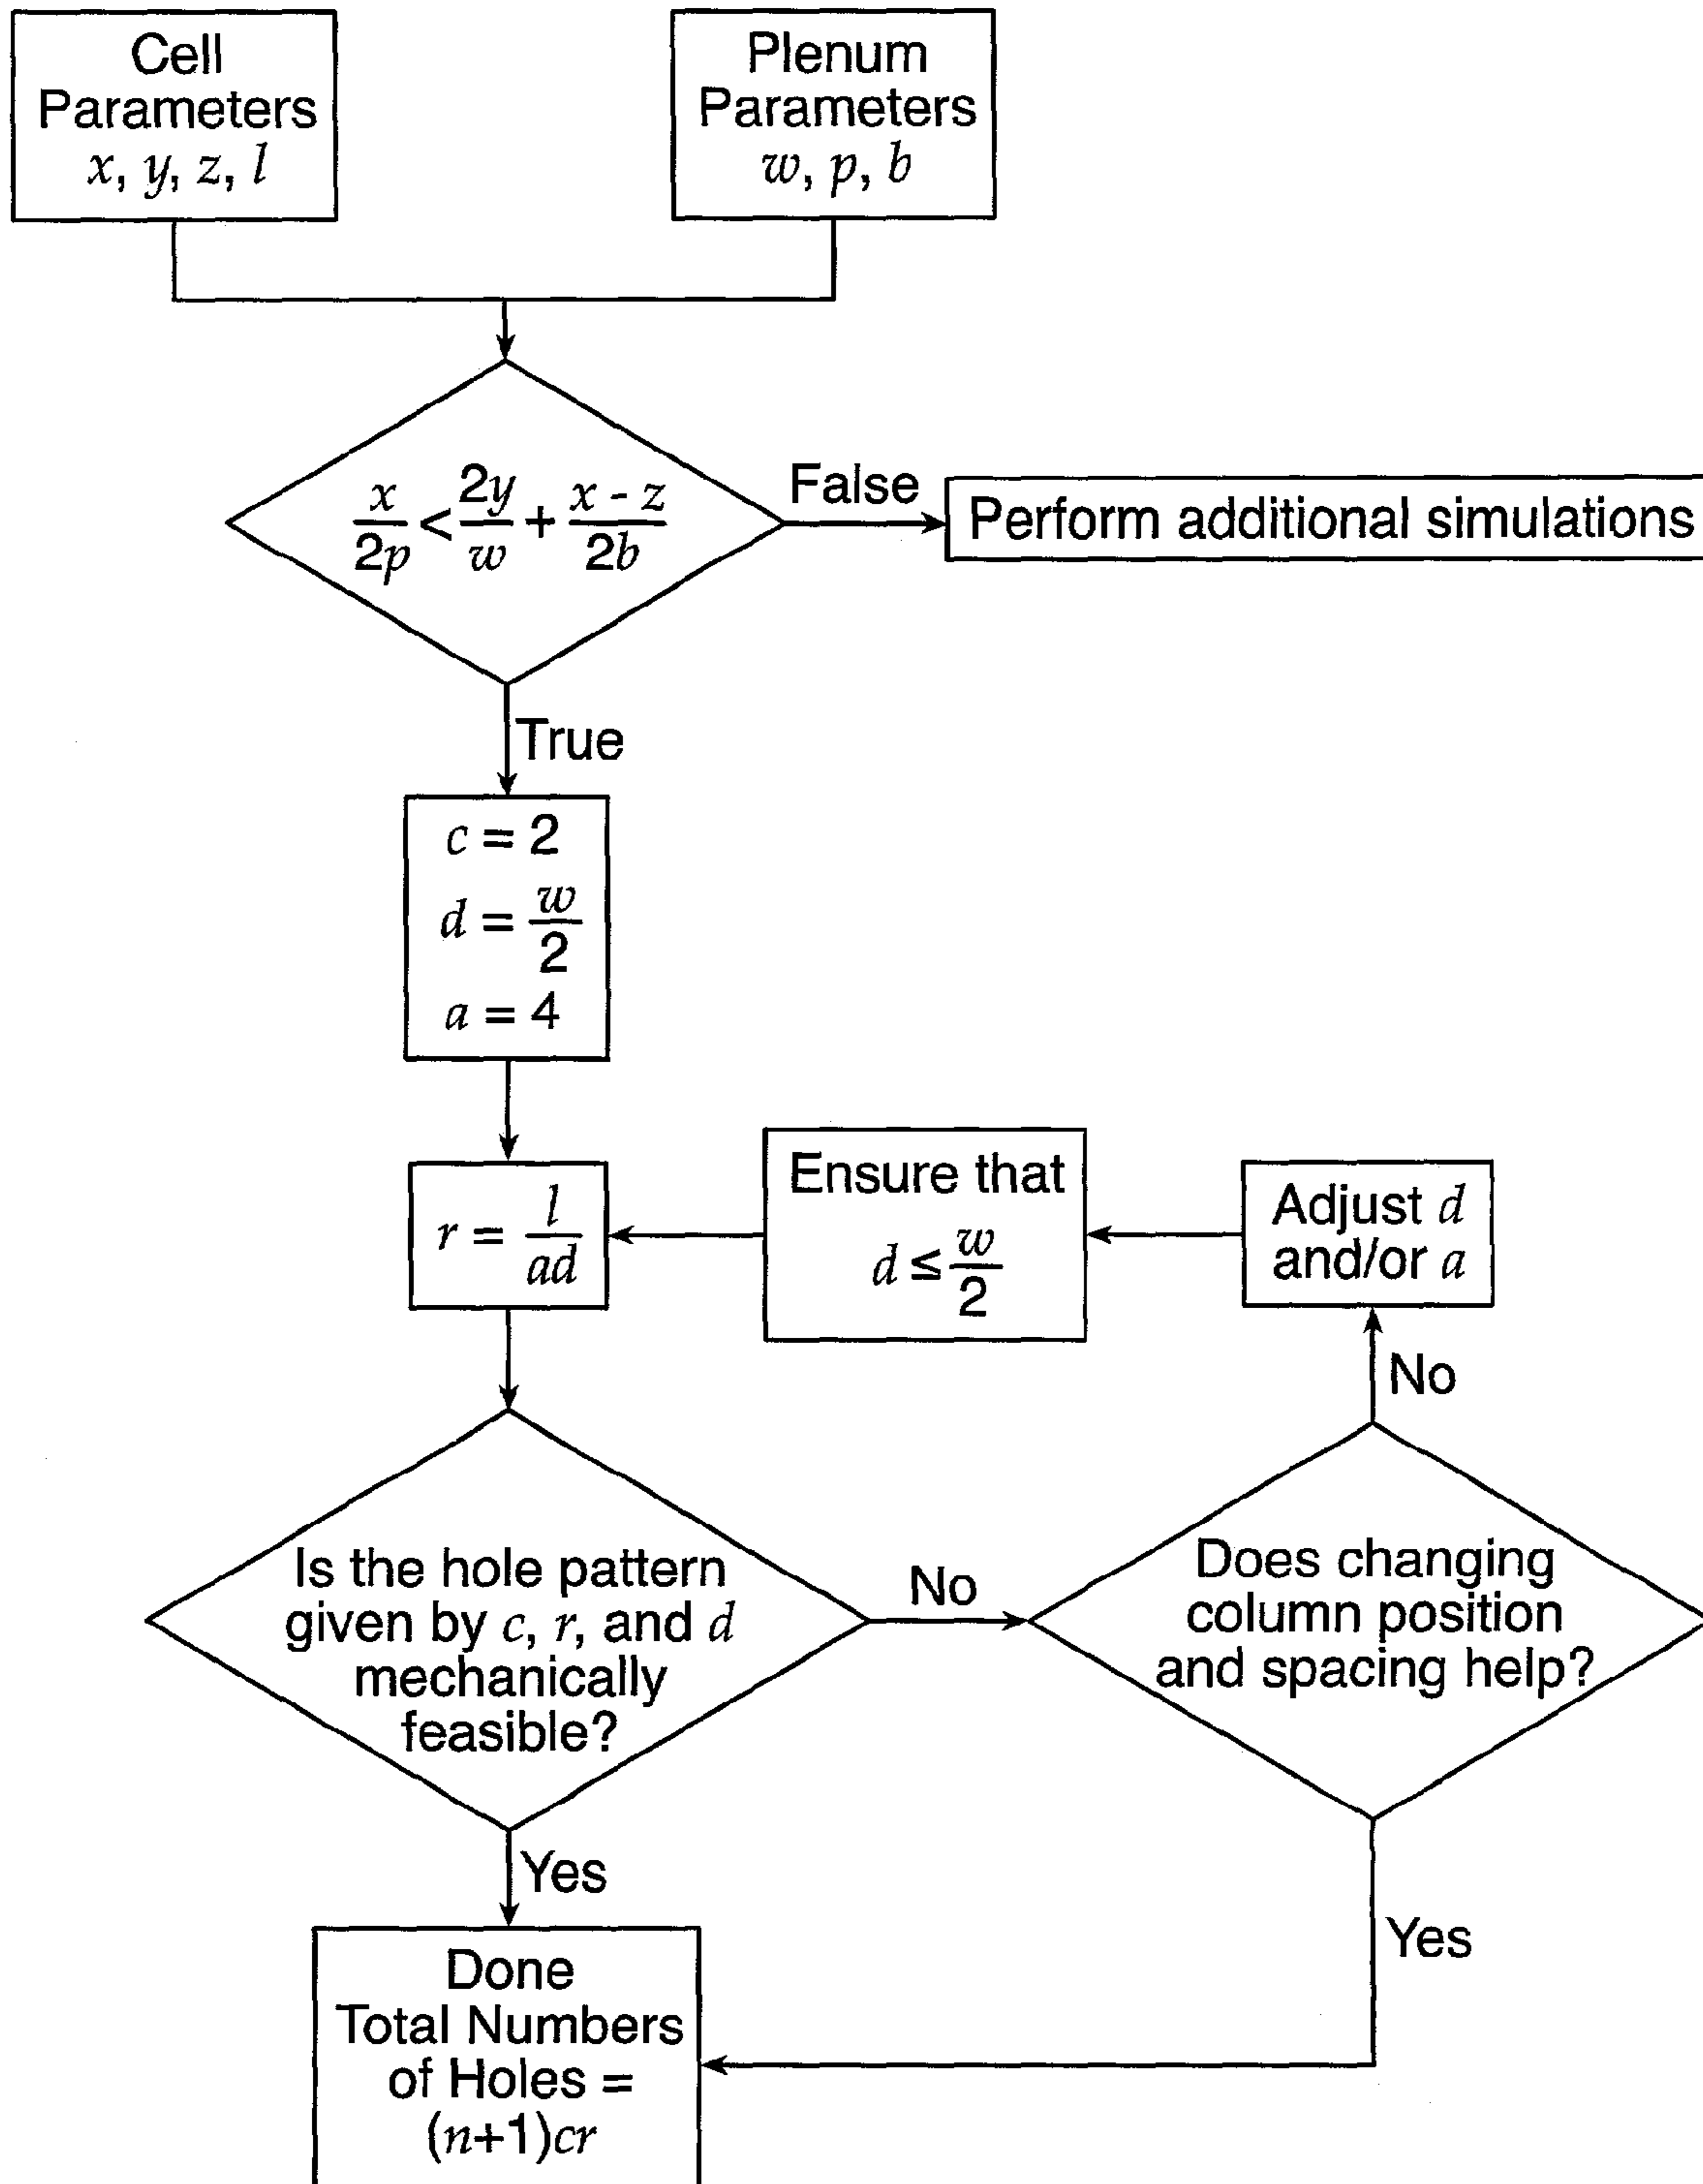 Cell
Parameters
x, y, z, l
Plenum
Parameters
w, p, b
x/2p < 2y/w + x - z/2b
False
Perform additional simulations
True
c = 2
d = w/2
a = 4
r = l/ad
Ensure that
d ≤ w/2
Adjust d
and/or a
No
Is the hole pattern
given by c, r, and d
mechanically
feasible?
No
Does changing
column position
and spacing help?
Yes
Yes
Done
Total Numbers
of Holes =
(n+1)cr